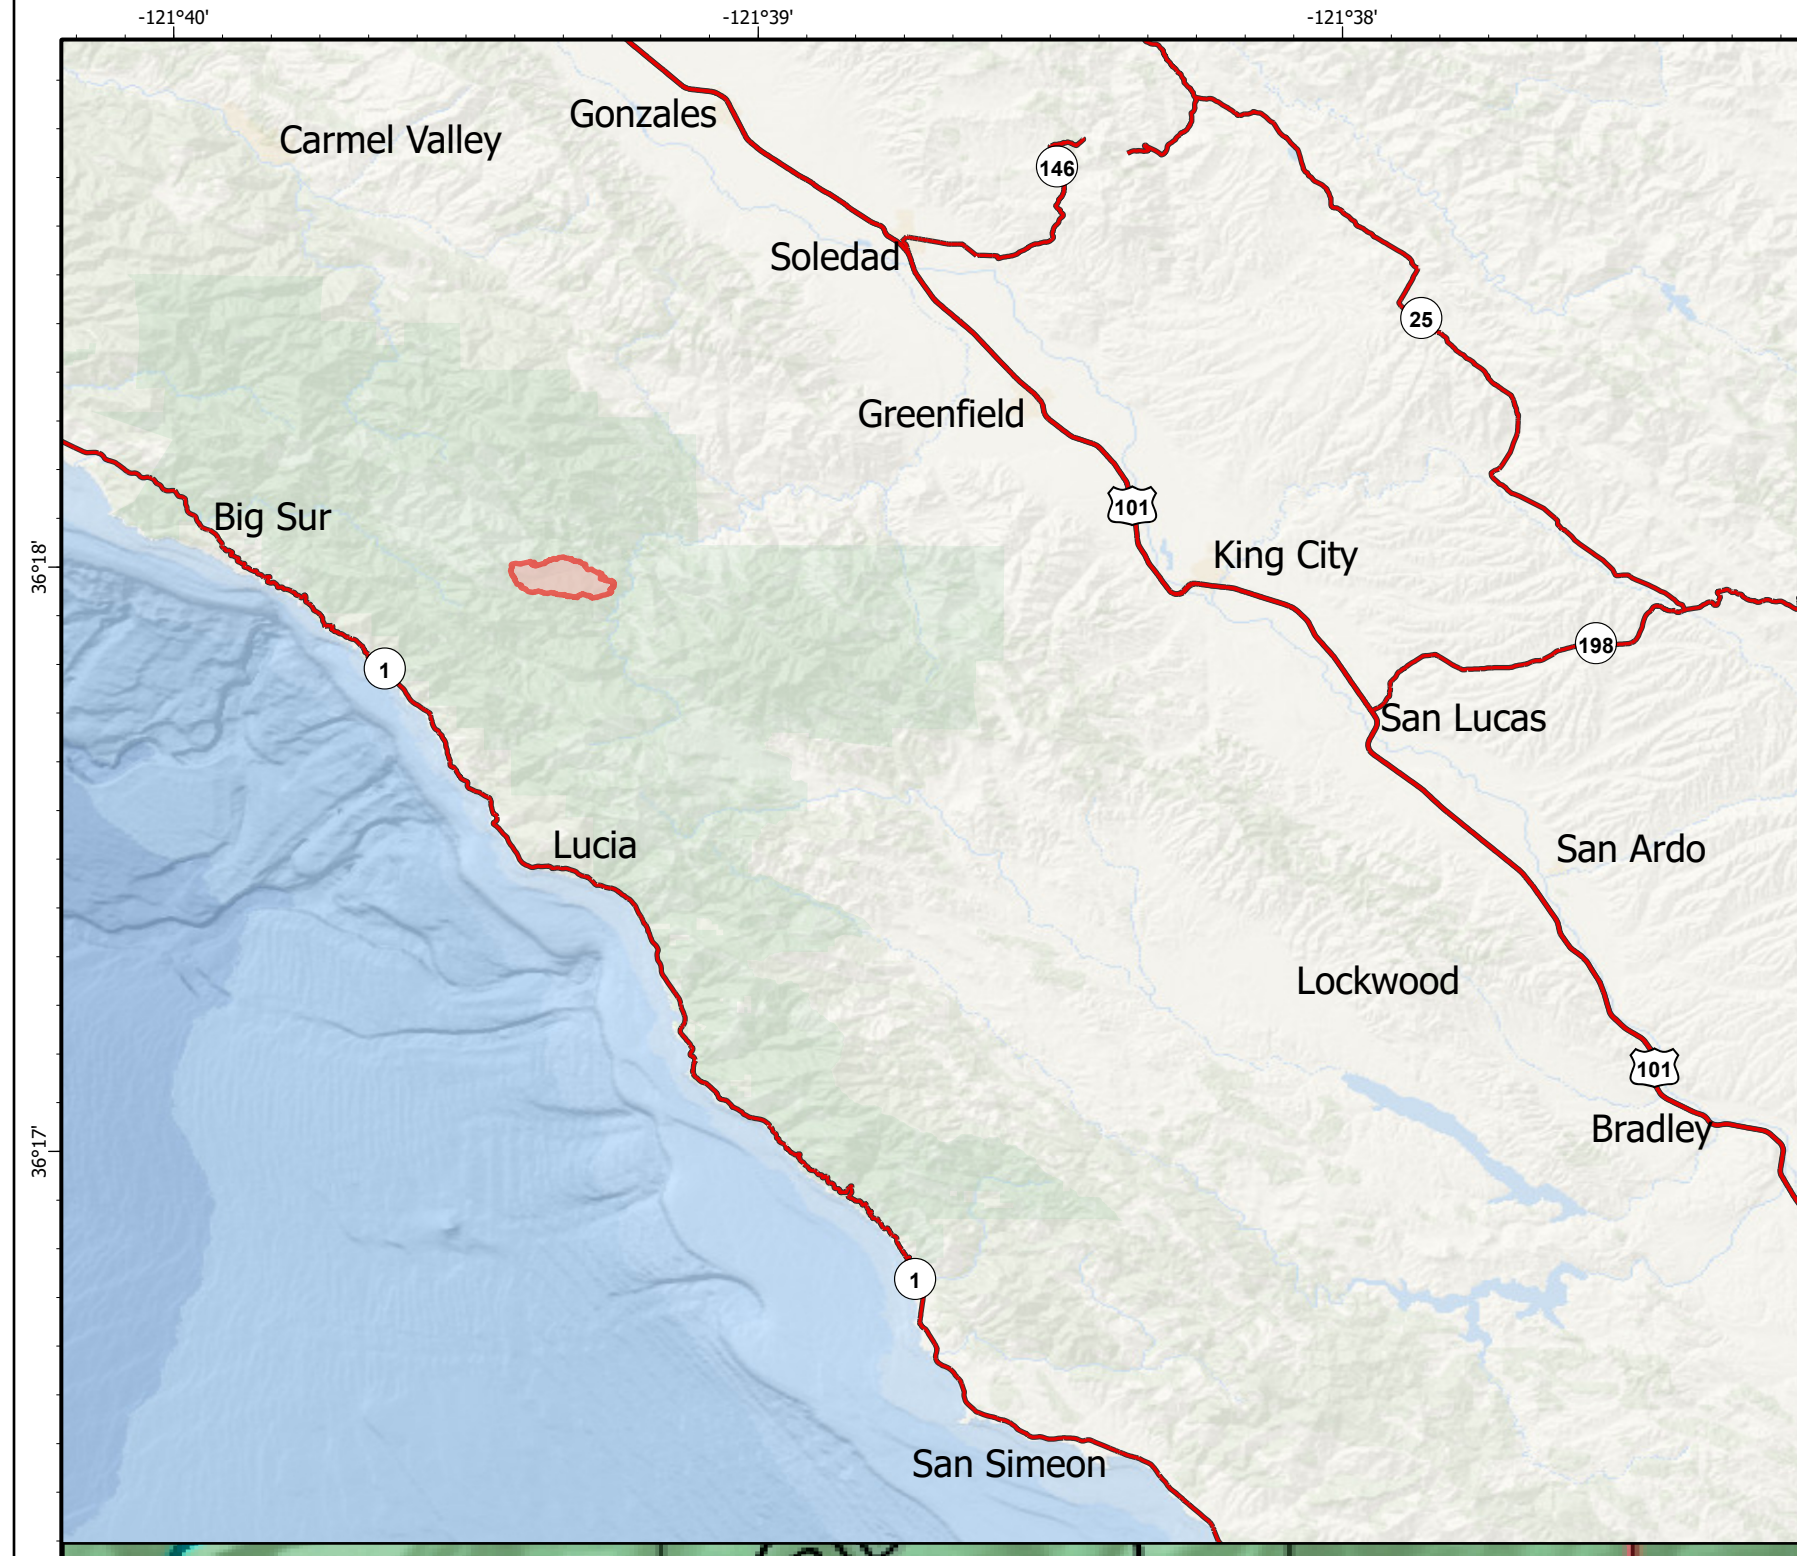 -121°40'
-121°39'
-121°38'
Gonzales
Carmel Valley
146
Soledad
25
Greenfield
101
Big Sur
King City
36°18'
198
1
San Lucas
Lucia
San Ardo
Lockwood
101
Bradley
36°17'
1
San Simeon